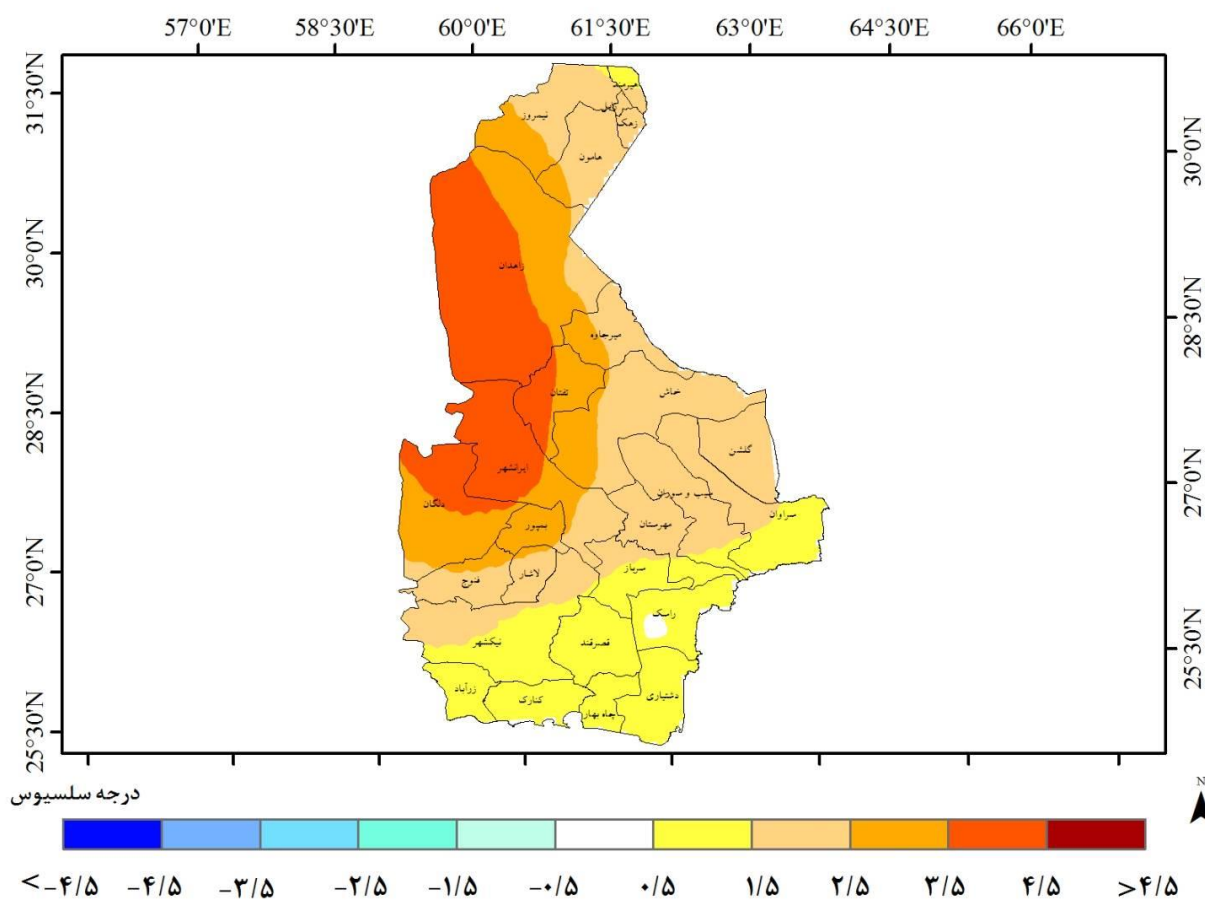 57°0'E 58°30'E 60°0'E 61°30'E 63°0'E 64°30'E 66°0'E
31°30'N
30°0'N
28°30'N
27°0'N
25°30'N
30°0'N
28°30'N
27°0'N
25°30'N
هیرمند
زابل
زهک
نیمروز
هامون
زاهدان
میرجاوه
تفتان
خاش
گلشن
ایرانشهر
سیب و سوران
دلگان
سراوان
بمپور
مهرستان
سرباز
لاشار
فنوج
راسک
نیکشهر
قصرقند
زرآباد
کنارک
چاه بهار
دشتیاری
N
درجه سلسیوس
<-۴/۵ -۴/۵ -۳/۵ -۲/۵ -۱/۵ -۰/۵ ۰/۵ ۱/۵ ۲/۵ ۳/۵ ۴/۵ >۴/۵